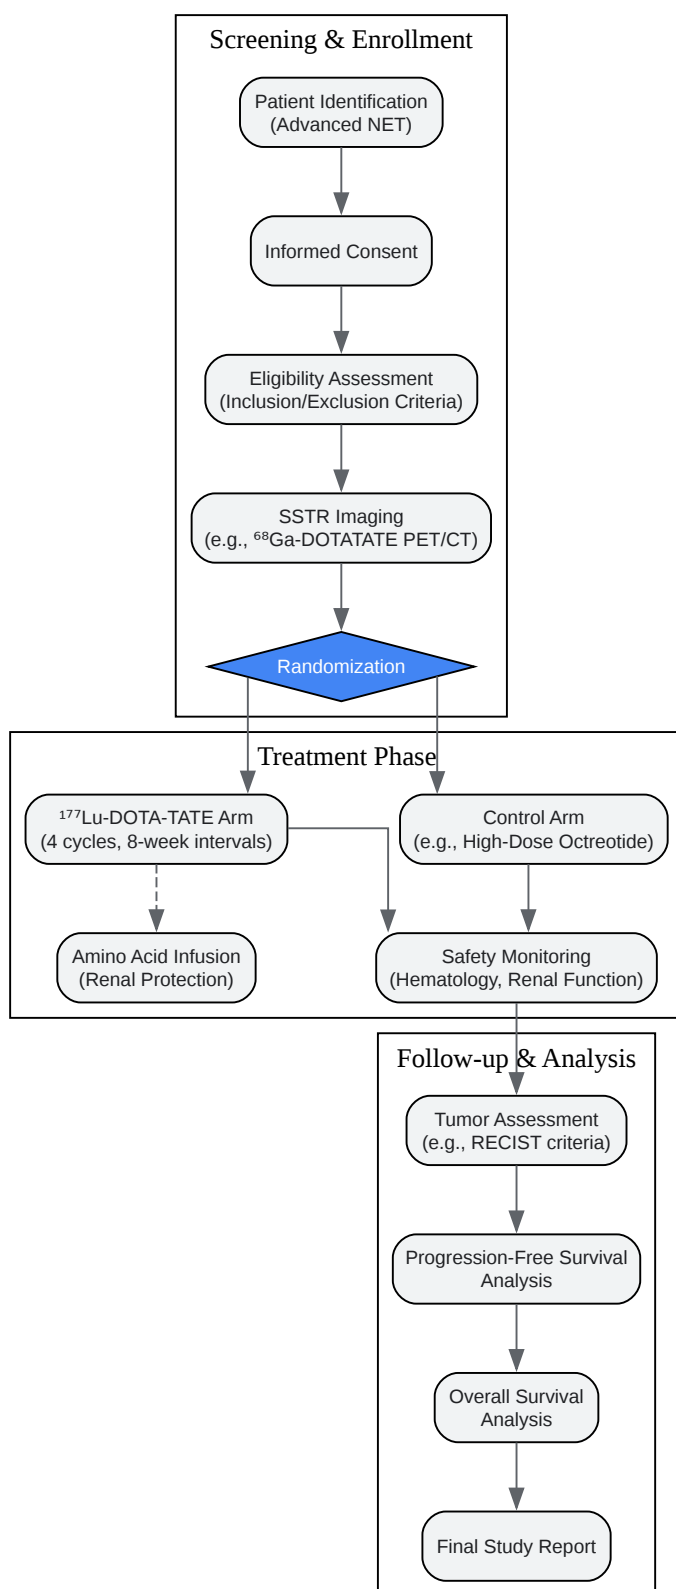 Screening & Enrollment
Patient Identification
(Advanced NET)
Informed Consent
Eligibility Assessment
(Inclusion/Exclusion Criteria)
SSTR Imaging
(e.g., ⁶⁸Ga-DOTATATE PET/CT)
Randomization
Treatment Phase
¹⁷⁷Lu-DOTA-TATE Arm
(4 cycles, 8-week intervals)
Control Arm
(e.g., High-Dose Octreotide)
Amino Acid Infusion
(Renal Protection)
Safety Monitoring
(Hematology, Renal Function)
Follow-up & Analysis
Tumor Assessment
(e.g., RECIST criteria)
Progression-Free Survival
Analysis
Overall Survival
Analysis
Final Study Report